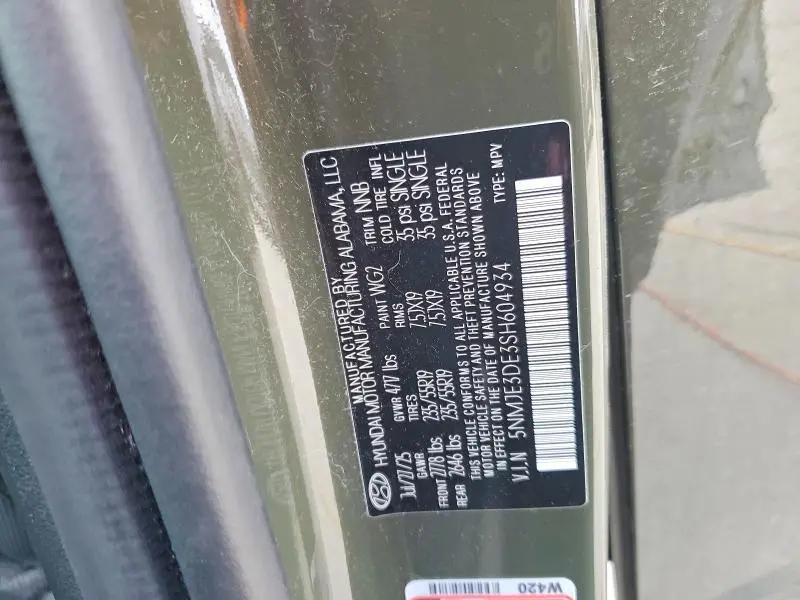 MANUFACTURED BY
HYUNDAI MOTOR MANUFACTURING ALABAMA, LLC
Jul/27/25 GVWR 4717 lbs PAINT WG2 TRIM NNB
GAWR TIRES RIMS COLD TIRE INFL
FRONT 2778 lbs 235/55R19 7.5JX19 35 psi SINGLE
REAR 2646 lbs 235/55R19 7.5JX19 35 psi SINGLE
THIS VEHICLE CONFORMS TO ALL APPLICABLE U.S.A. FEDERAL
MOTOR VEHICLE SAFETY AND THEFT PREVENTION STANDARDS
IN EFFECT ON THE DATE OF MANUFACTURE SHOWN ABOVE
V.I.N 5NMJE3DE3SH604934 TYPE: MPV
W420